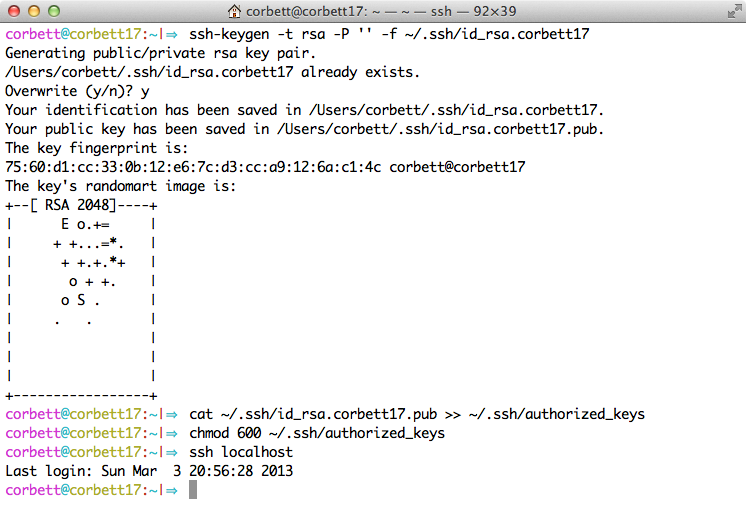 corbett@corbett17: ~ — ~ — ssh — 92×39
corbett@corbett17:~|⇒  ssh-keygen -t rsa -P '' -f ~/.ssh/id_rsa.corbett17
Generating public/private rsa key pair.
/Users/corbett/.ssh/id_rsa.corbett17 already exists.
Overwrite (y/n)? y
Your identification has been saved in /Users/corbett/.ssh/id_rsa.corbett17.
Your public key has been saved in /Users/corbett/.ssh/id_rsa.corbett17.pub.
The key fingerprint is:
75:60:d1:cc:33:0b:12:e6:7c:d3:cc:a9:12:6a:c1:4c corbett@corbett17
The key's randomart image is:
+--[ RSA 2048]----+
|      E o.+=     |
|     + +...=*.   |
|      + +.+.*+   |
|       o + +.    |
|      o S .      |
|     .   .       |
|                 |
|                 |
|                 |
+-----------------+
corbett@corbett17:~|⇒  cat ~/.ssh/id_rsa.corbett17.pub >> ~/.ssh/authorized_keys
corbett@corbett17:~|⇒  chmod 600 ~/.ssh/authorized_keys
corbett@corbett17:~|⇒  ssh localhost
Last login: Sun Mar  3 20:56:28 2013
corbett@corbett17:~|⇒